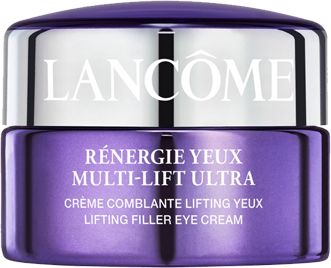 LANCÔME
RÉNERGIE YEUX
MULTI-LIFT ULTRA
CRÈME COMBLANTE LIFTING YEUX
LIFTING FILLER EYE CREAM